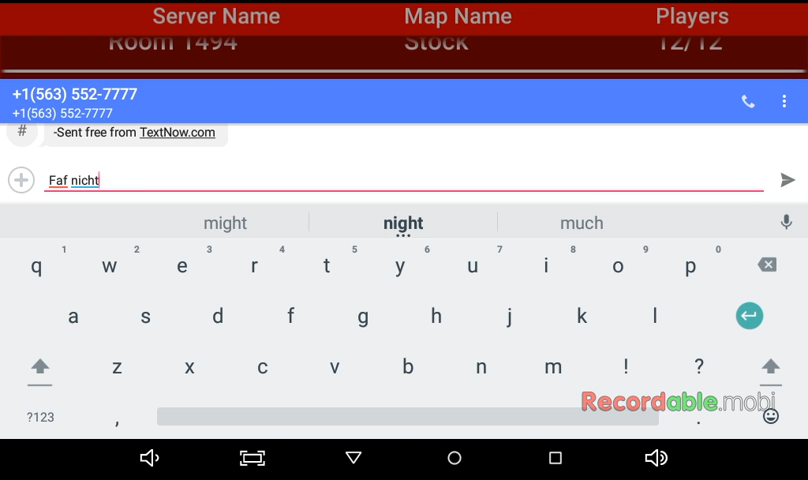 Server Name Map Name Players
Room 1494 Stock 12/12
+1(563) 552-7777
+1(563) 552-7777
# -Sent free from TextNow.com
Faf nicht
might night much
1 2 3 4 5 6 7 8 9 0
q w e r t y u i o p
a s d f g h j k l
z x c v b n m ! ?
Recordable.mobi
?123 , .